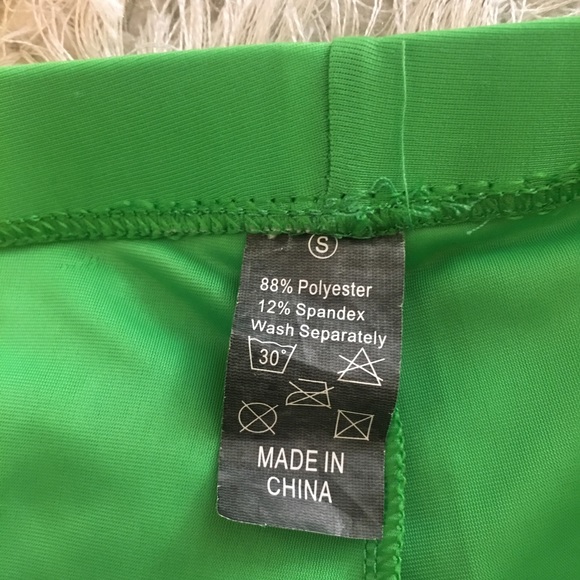 S
88% Polyester
12% Spandex
Wash Separately
30°
MADE IN
CHINA